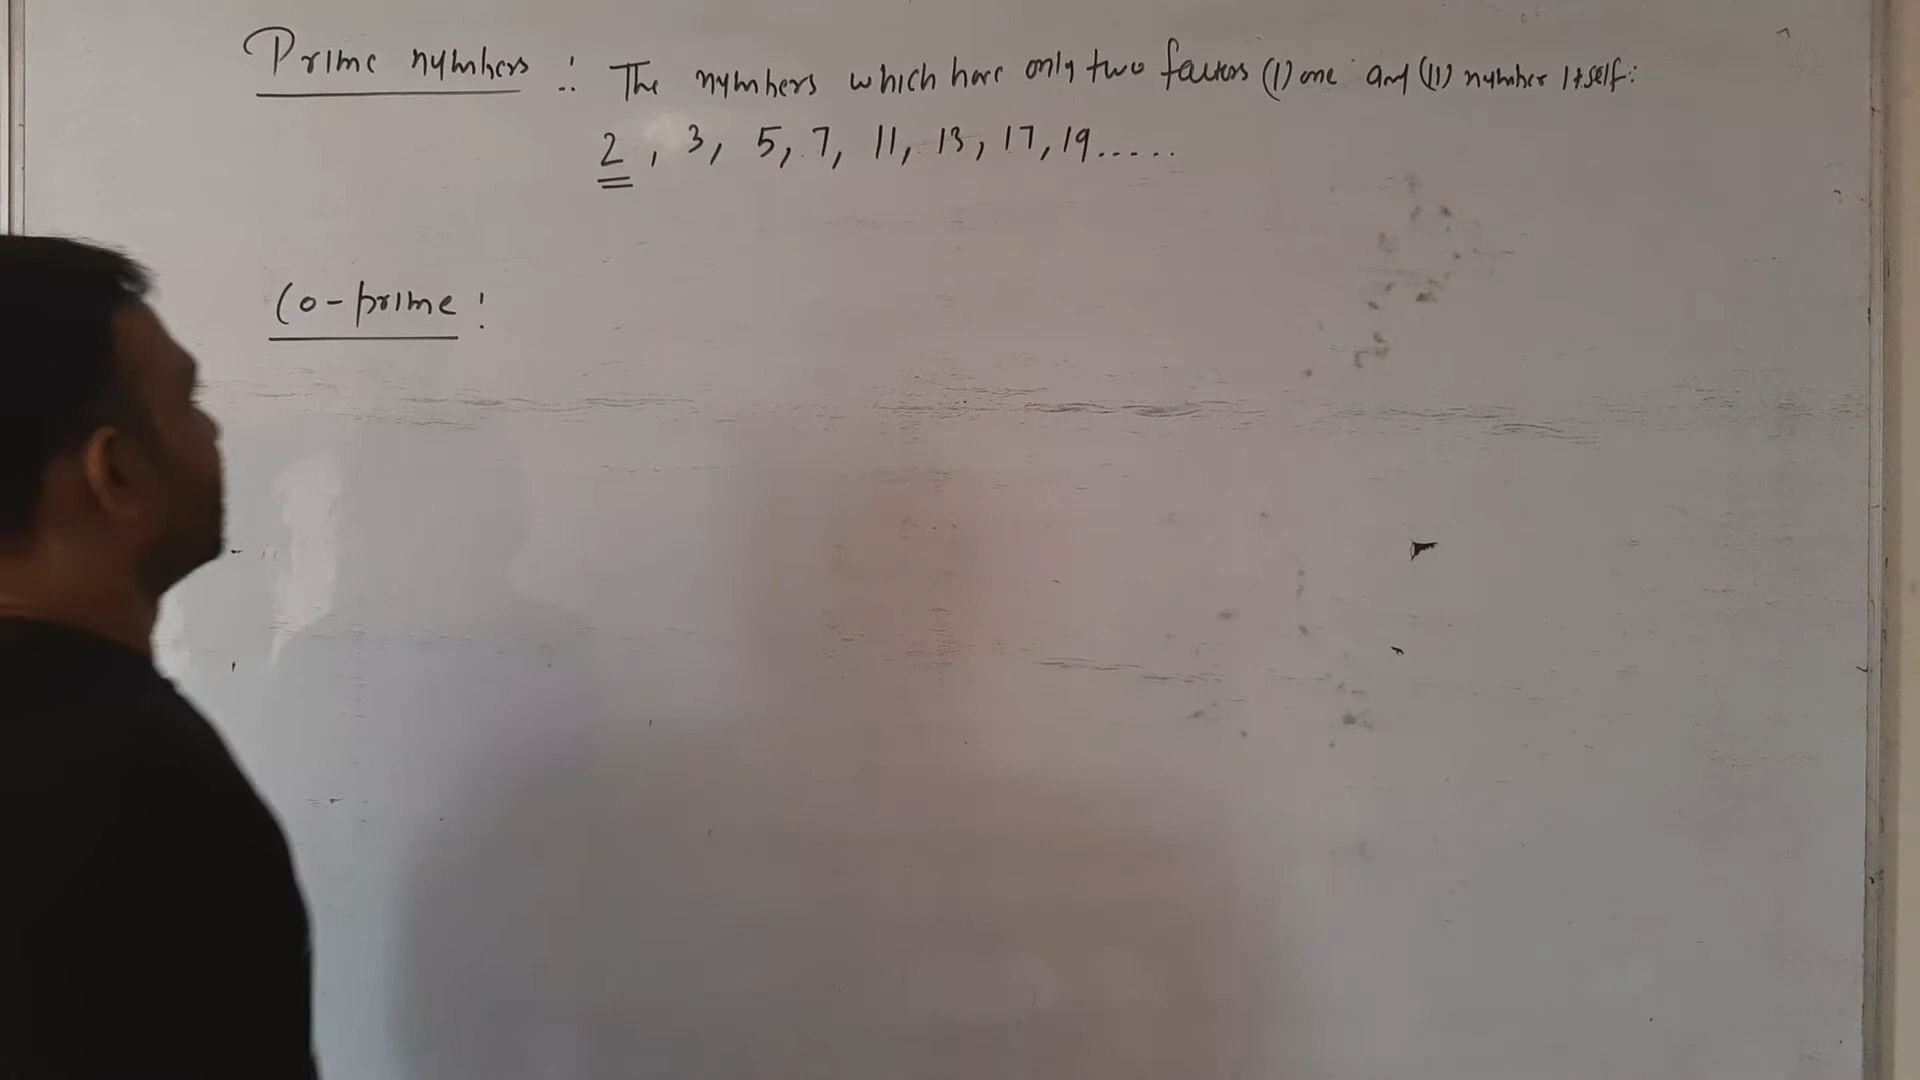 Prime numbers :. The numbers which have only two factors (I) one and (II) number itself:
2, 3, 5, 7, 11, 13, 17, 19.....
Co-prime :